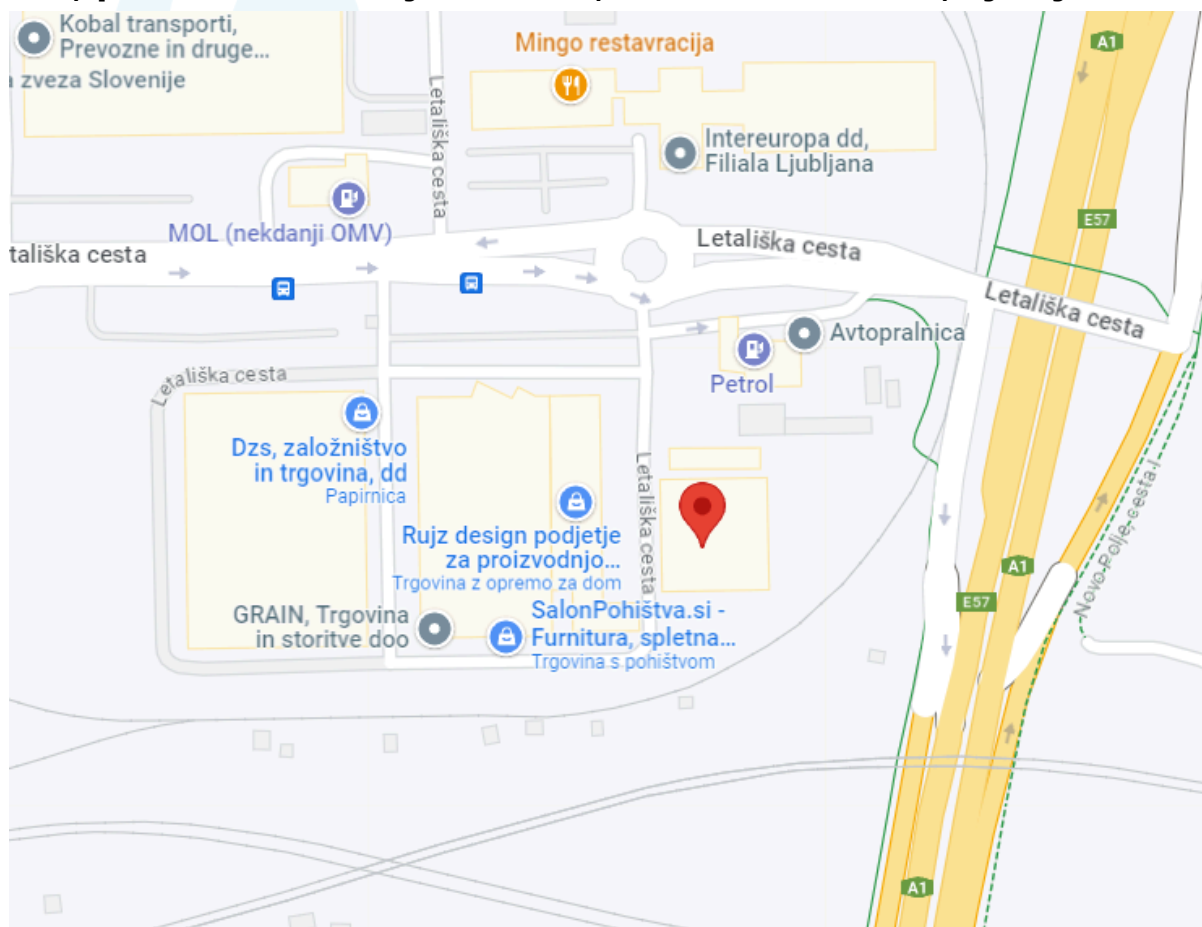 Kobal transporti,
Prevozne in druge...
zveza Slovenije
Mingo restavracija
A1
Letališka cesta
Intereuropa dd,
Filiala Ljubljana
E57
MOL (nekdanji OMV)
tališka cesta
Letališka cesta
Letališka cesta
Avtopralnica
Petrol
Letališka cesta
Dzs, založništvo
in trgovina, dd
Papirnica
Letališka cesta
Rujz design podjetje
za proizvodnjo...
Trgovina z opremo za dom
Novo Polje, cesta I
A1
E57
GRAIN, Trgovina
in storitve doo
SalonPohištva.si -
Furnitura, spletna...
Trgovina s pohištvom
A1